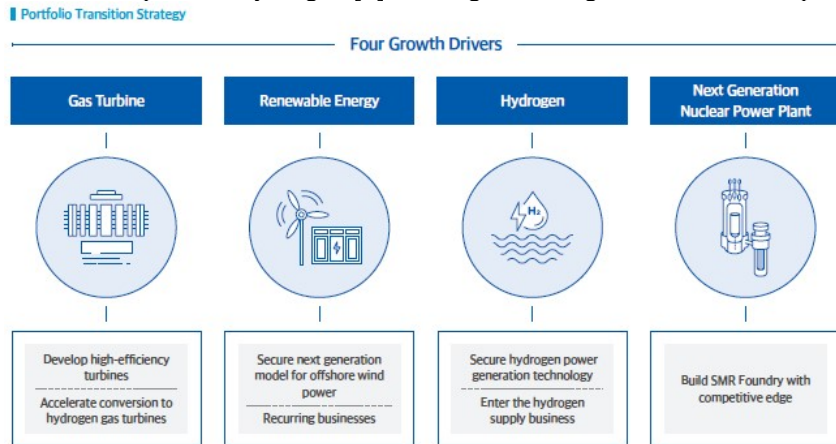 Portfolio Transition Strategy
Four Growth Drivers
Gas Turbine
Renewable Energy
Hydrogen
Next Generation
Nuclear Power Plant
H₂
Develop high-efficiency
turbines
Accelerate conversion to
hydrogen gas turbines
Secure next generation
model for offshore wind
power
Recurring businesses
Secure hydrogen power
generation technology
Enter the hydrogen
supply business
Build SMR Foundry with
competitive edge